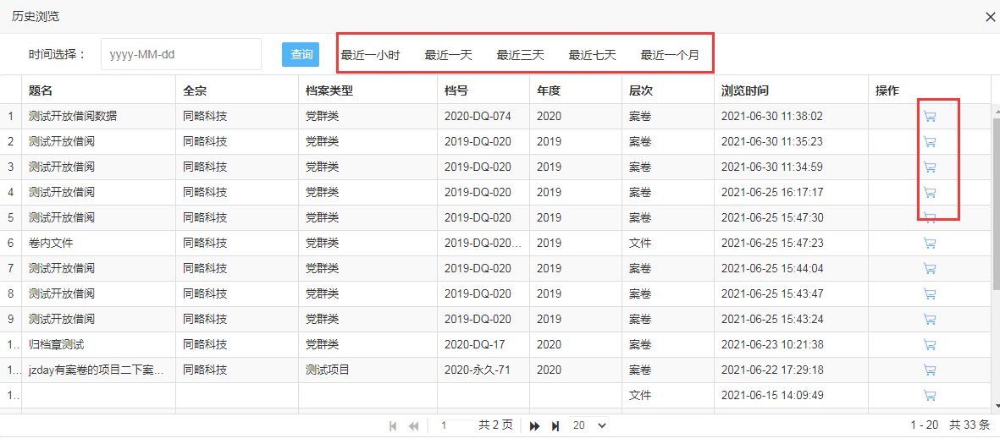 历史浏览
时间选择： yyyy-MM-dd 查询 最近一小时 最近一天 最近三天 最近七天 最近一个月
题名 全宗 档案类型 档号 年度 层次 浏览时间 操作
1 测试开放借阅数据 同略科技 党群类 2020-DQ-074 2020 案卷 2021-06-30 11:38:02
2 测试开放借阅 同略科技 党群类 2019-DQ-020 2019 案卷 2021-06-30 11:35:23
3 测试开放借阅 同略科技 党群类 2019-DQ-020 2019 案卷 2021-06-30 11:34:59
4 测试开放借阅 同略科技 党群类 2019-DQ-020 2019 案卷 2021-06-25 16:17:17
5 测试开放借阅 同略科技 党群类 2019-DQ-020 2019 案卷 2021-06-25 15:47:30
6 卷内文件 同略科技 党群类 2019-DQ-020... 2019 文件 2021-06-25 15:47:23
7 测试开放借阅 同略科技 党群类 2019-DQ-020 2019 案卷 2021-06-25 15:44:04
8 测试开放借阅 同略科技 党群类 2019-DQ-020 2019 案卷 2021-06-25 15:43:47
9 测试开放借阅 同略科技 党群类 2019-DQ-020 2019 案卷 2021-06-25 15:43:24
1... 归档章测试 同略科技 党群类 2020-DQ-17 2020 案卷 2021-06-23 10:21:38
1... jzday有案卷的项目二下案... 同略科技 测试项目 2020-永久-71 2020 案卷 2021-06-22 17:29:18
1... 文件 2021-06-15 14:09:49
1 共 2 页 20 1 - 20 共 33 条